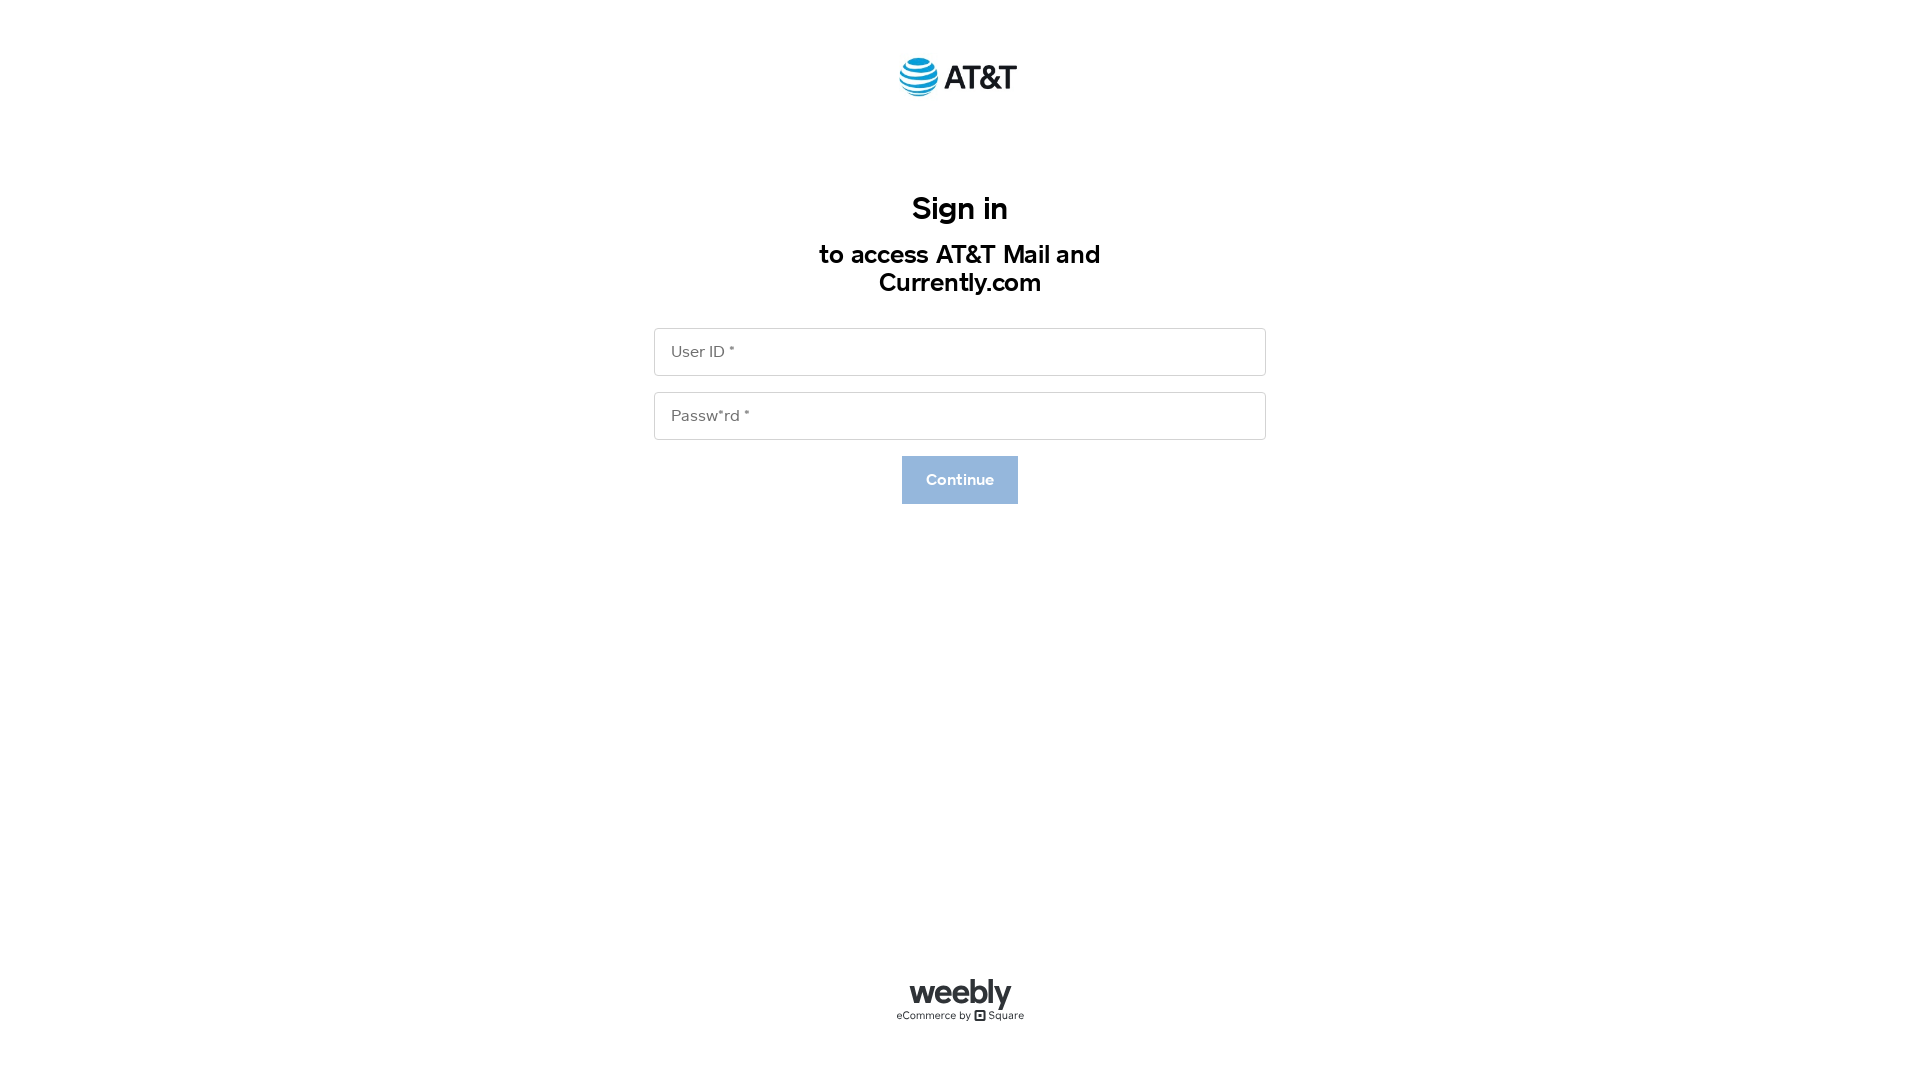 AT&T
Sign in
to access AT&T Mail and
Currently.com
User ID *
Passw*rd *
Continue
weebly
eCommerce by Square